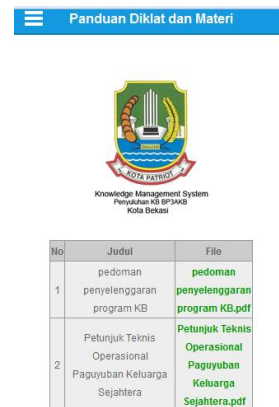 Panduan Diklat dan Materi
KOTA PATRIOT
Knowledge Management System
Penyuluhan KB BP3AKB
Kota Bekasi
No Judul File
1 pedoman penyelenggaran program KB pedoman penyelenggaran program KB.pdf
2 Petunjuk Teknis Operasional Paguyuban Keluarga Sejahtera Petunjuk Teknis Operasional Paguyuban Keluarga Sejahtera.pdf